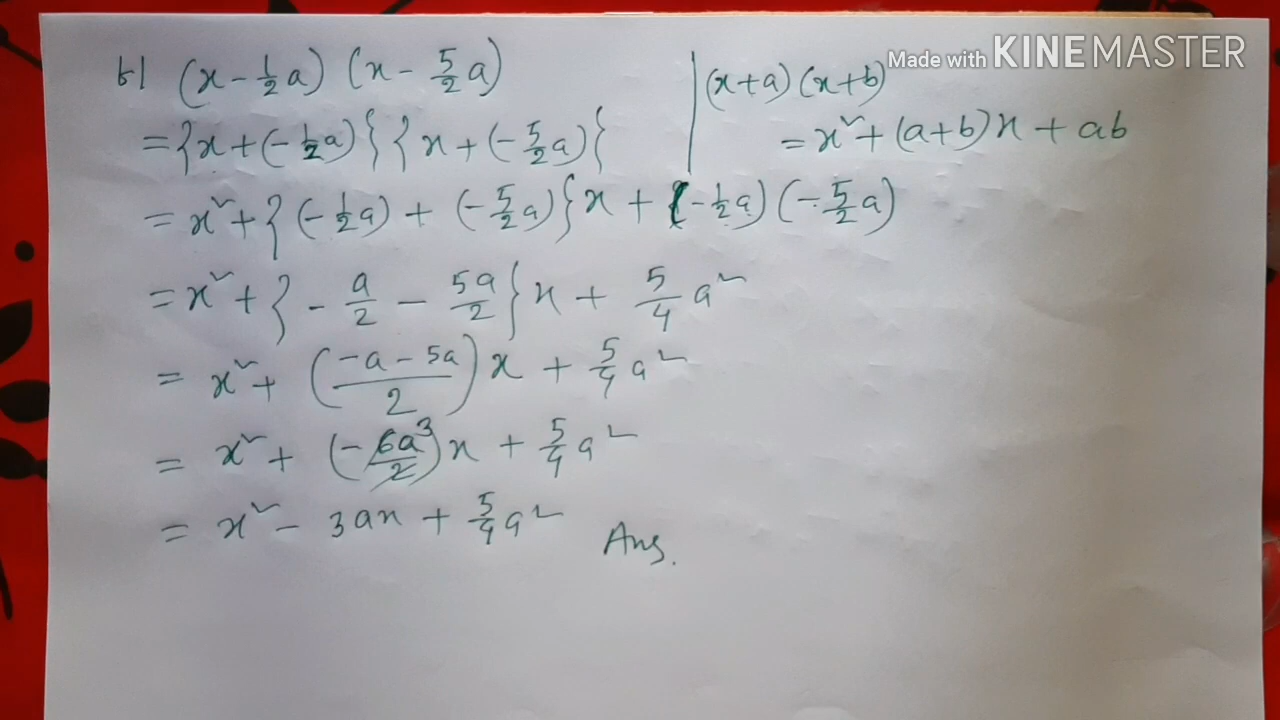 Made with KINEMASTER
b) (x - 1/2 a) (x - 5/2 a)
(x+a) (x+b)
= x² + (a+b)x + ab
= {x + (-1/2 a)} {x + (-5/2 a)}
= x² + {(-1/2 a) + (-5/2 a)}x + (-1/2 a) (-5/2 a)
= x² + {- a/2 - 5a/2}x + 5/4 a²
= x² + ((-a - 5a)/2)x + 5/4 a²
= x² + (-6a/2 3)x + 5/4 a²
= x² - 3ax + 5/4 a² Ans.